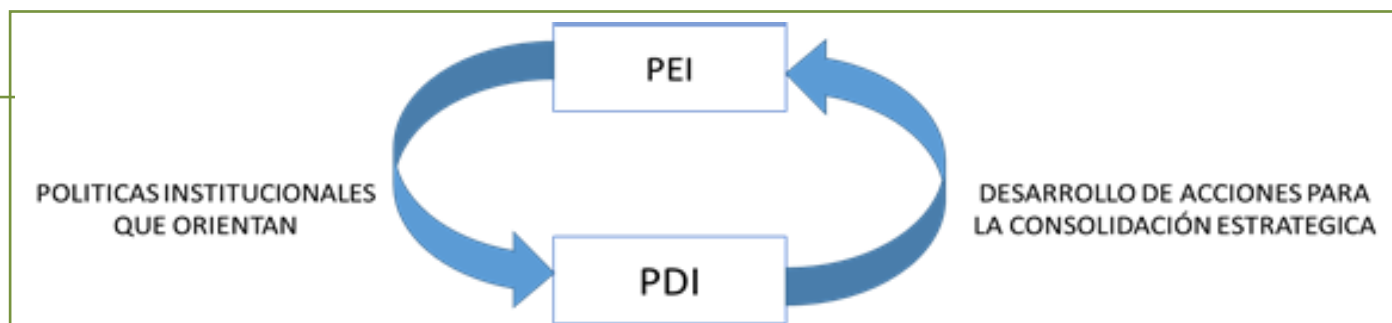 PEI
POLITICAS INSTITUCIONALES
QUE ORIENTAN
DESARROLLO DE ACCIONES PARA
LA CONSOLIDACIÓN ESTRATEGICA
PDI